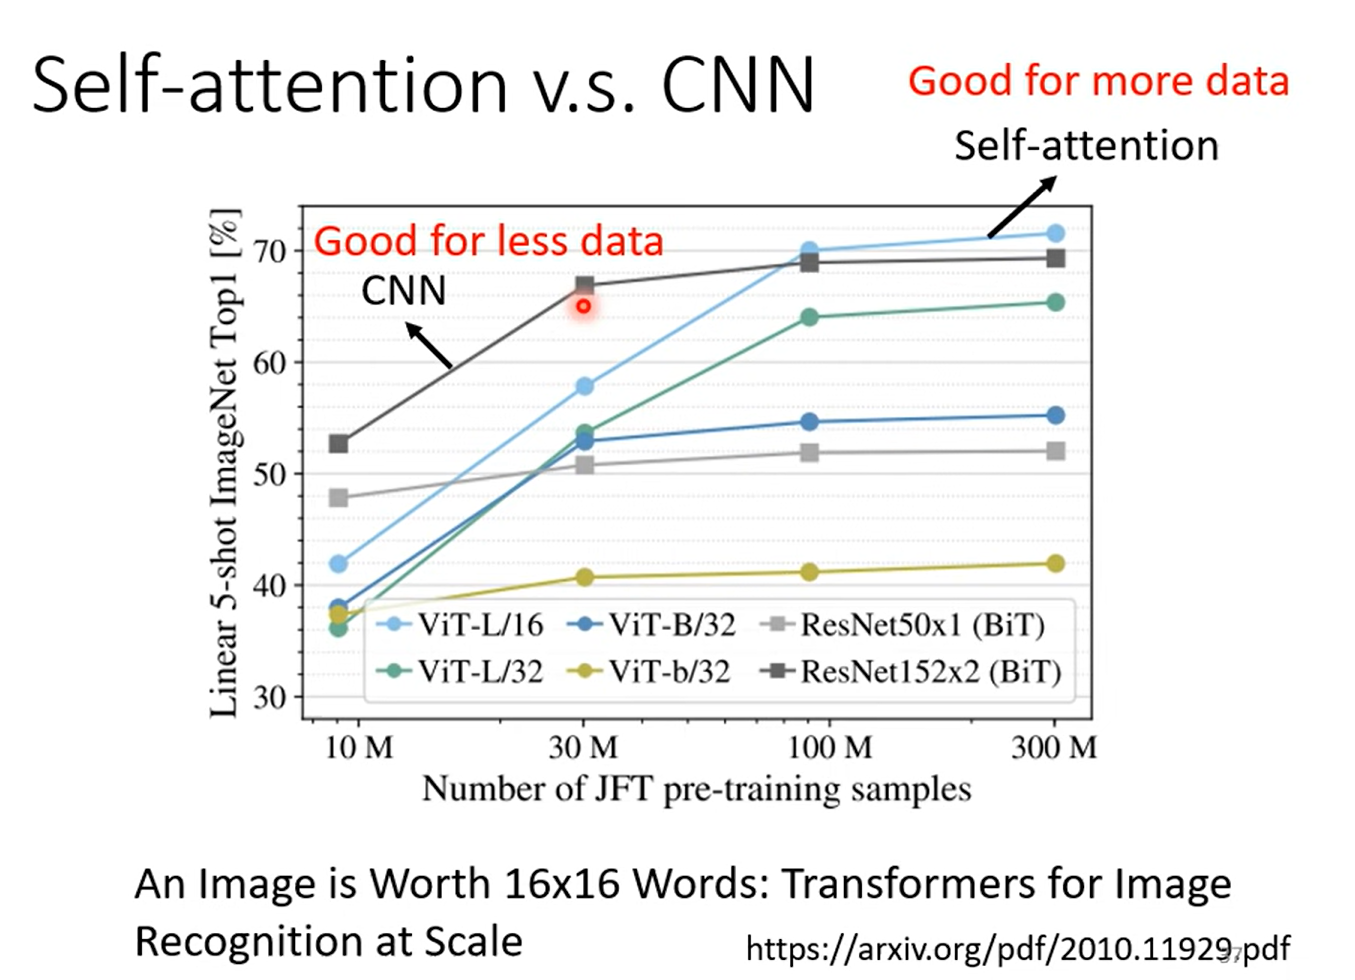 Self-attention v.s. CNN
Good for more data
Self-attention
Good for less data
CNN
Linear 5-shot ImageNet Top1 [%]
70
60
50
40
30
ViT-L/16 ViT-B/32 ResNet50x1 (BiT)
ViT-L/32 ViT-b/32 ResNet152x2 (BiT)
10 M 30 M 100 M 300 M
Number of JFT pre-training samples
An Image is Worth 16x16 Words: Transformers for Image
Recognition at Scale
https://arxiv.org/pdf/2010.11929.pdf
37